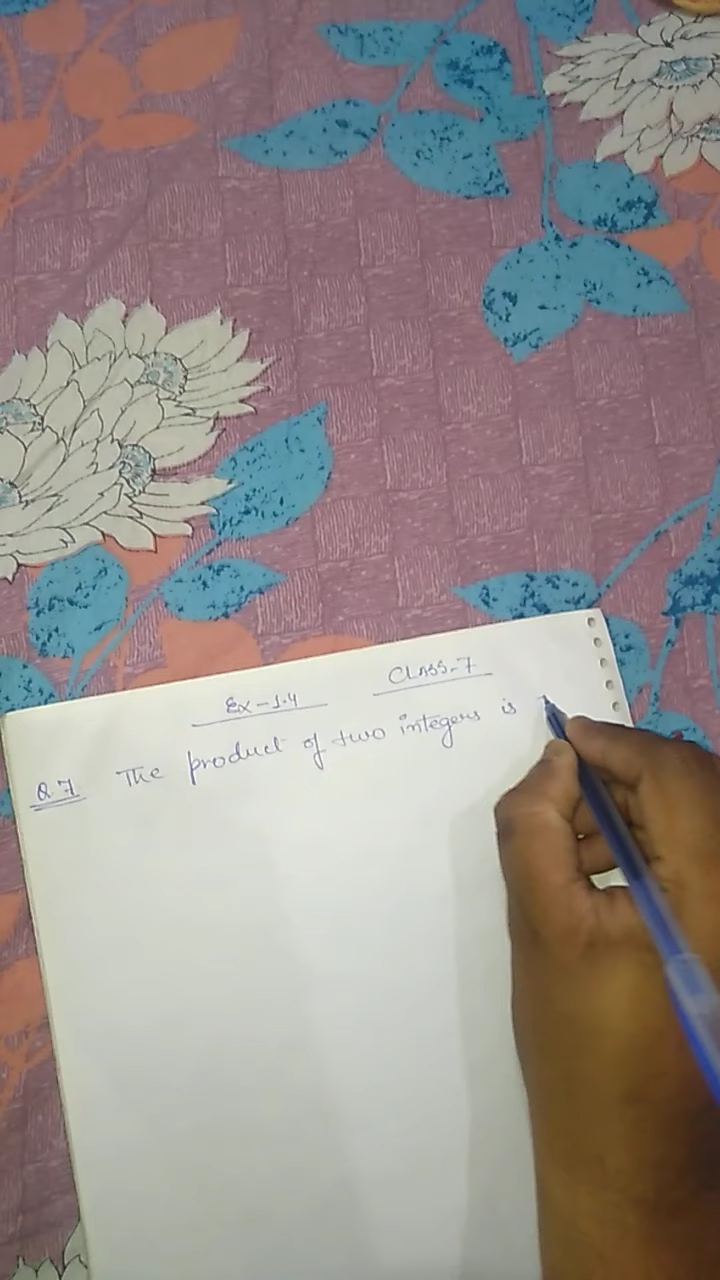 Ex-1.4
CLASS-7
Q.7 The product of two integers is